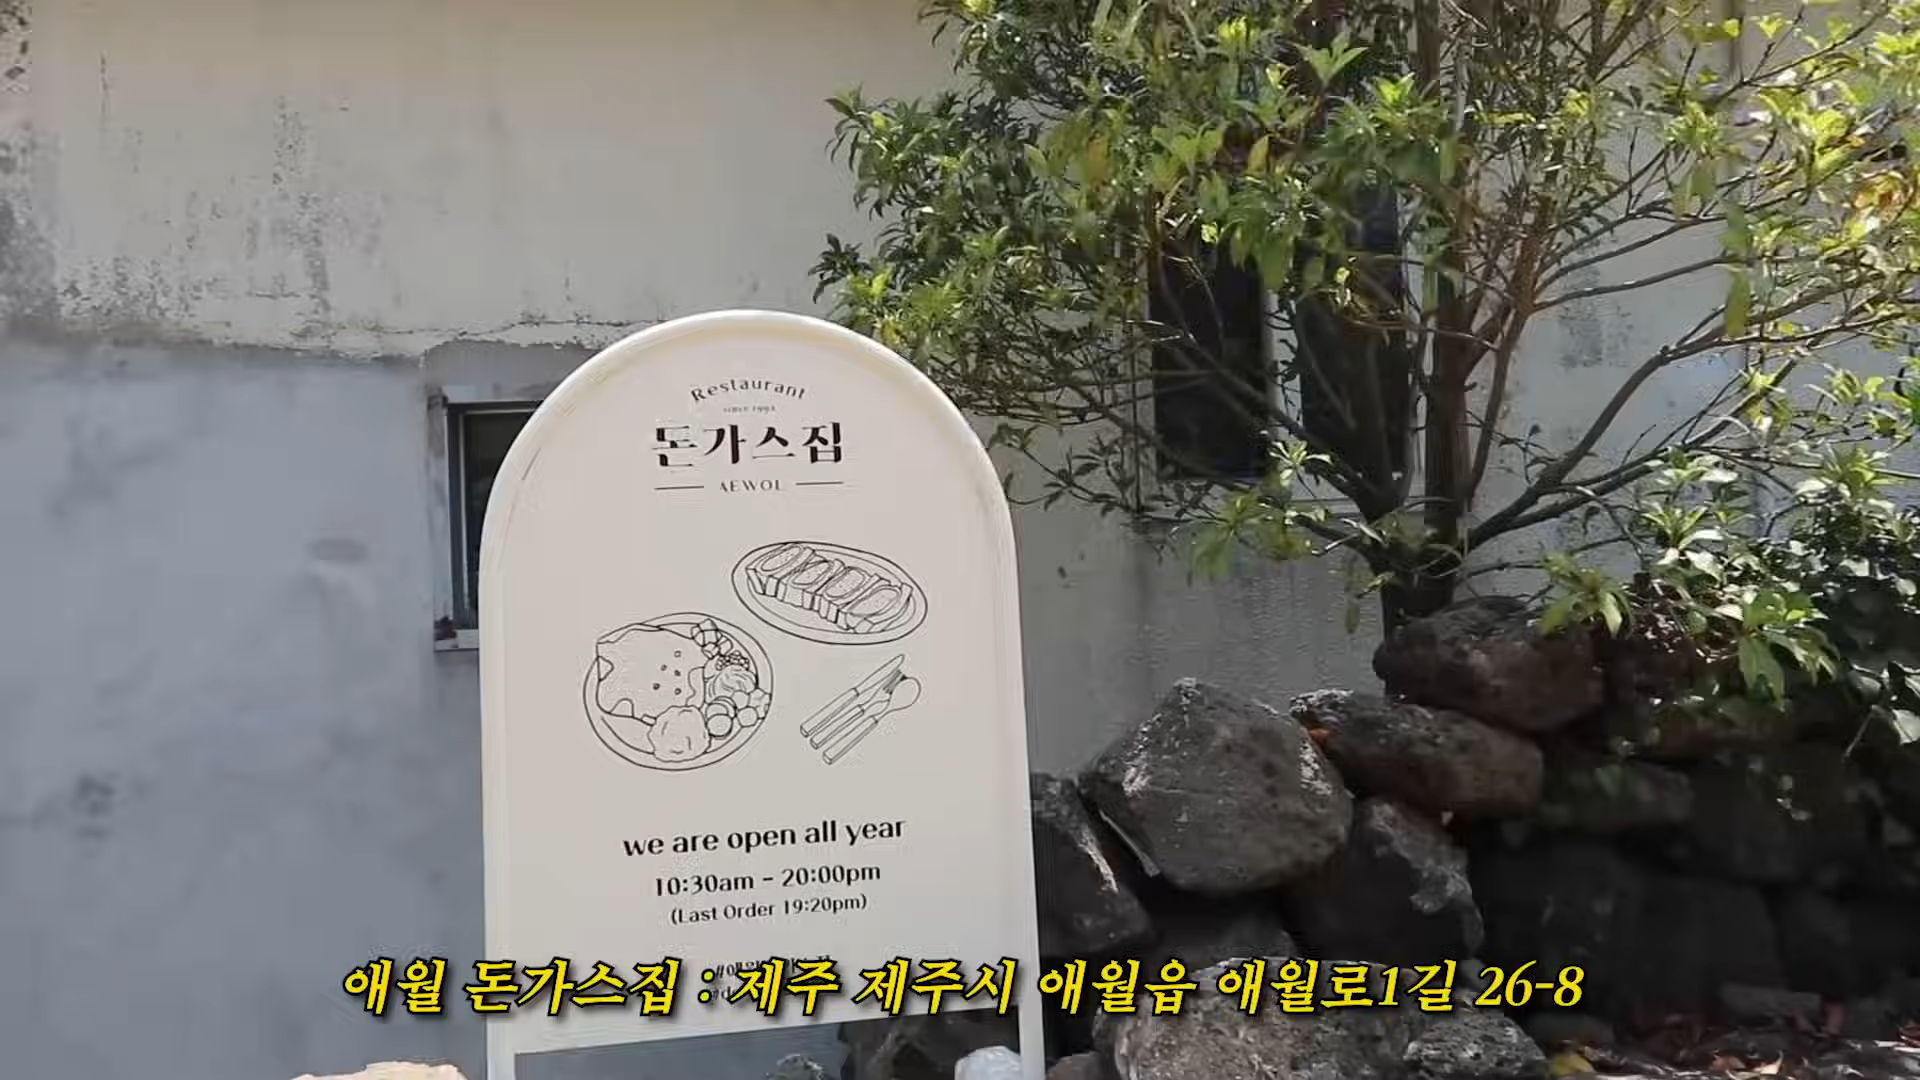 Restaurant
돈가스집
AEWOL
we are open all year
10:30am - 20:00pm
(Last Order 19:20pm)
애월 돈가스집 : 제주 제주시 애월읍 애월로1길 26-8